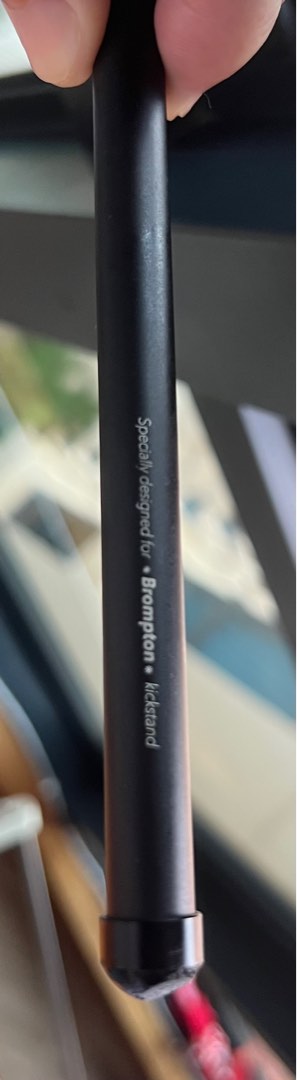 Specially designed for • Brompton • kickstand